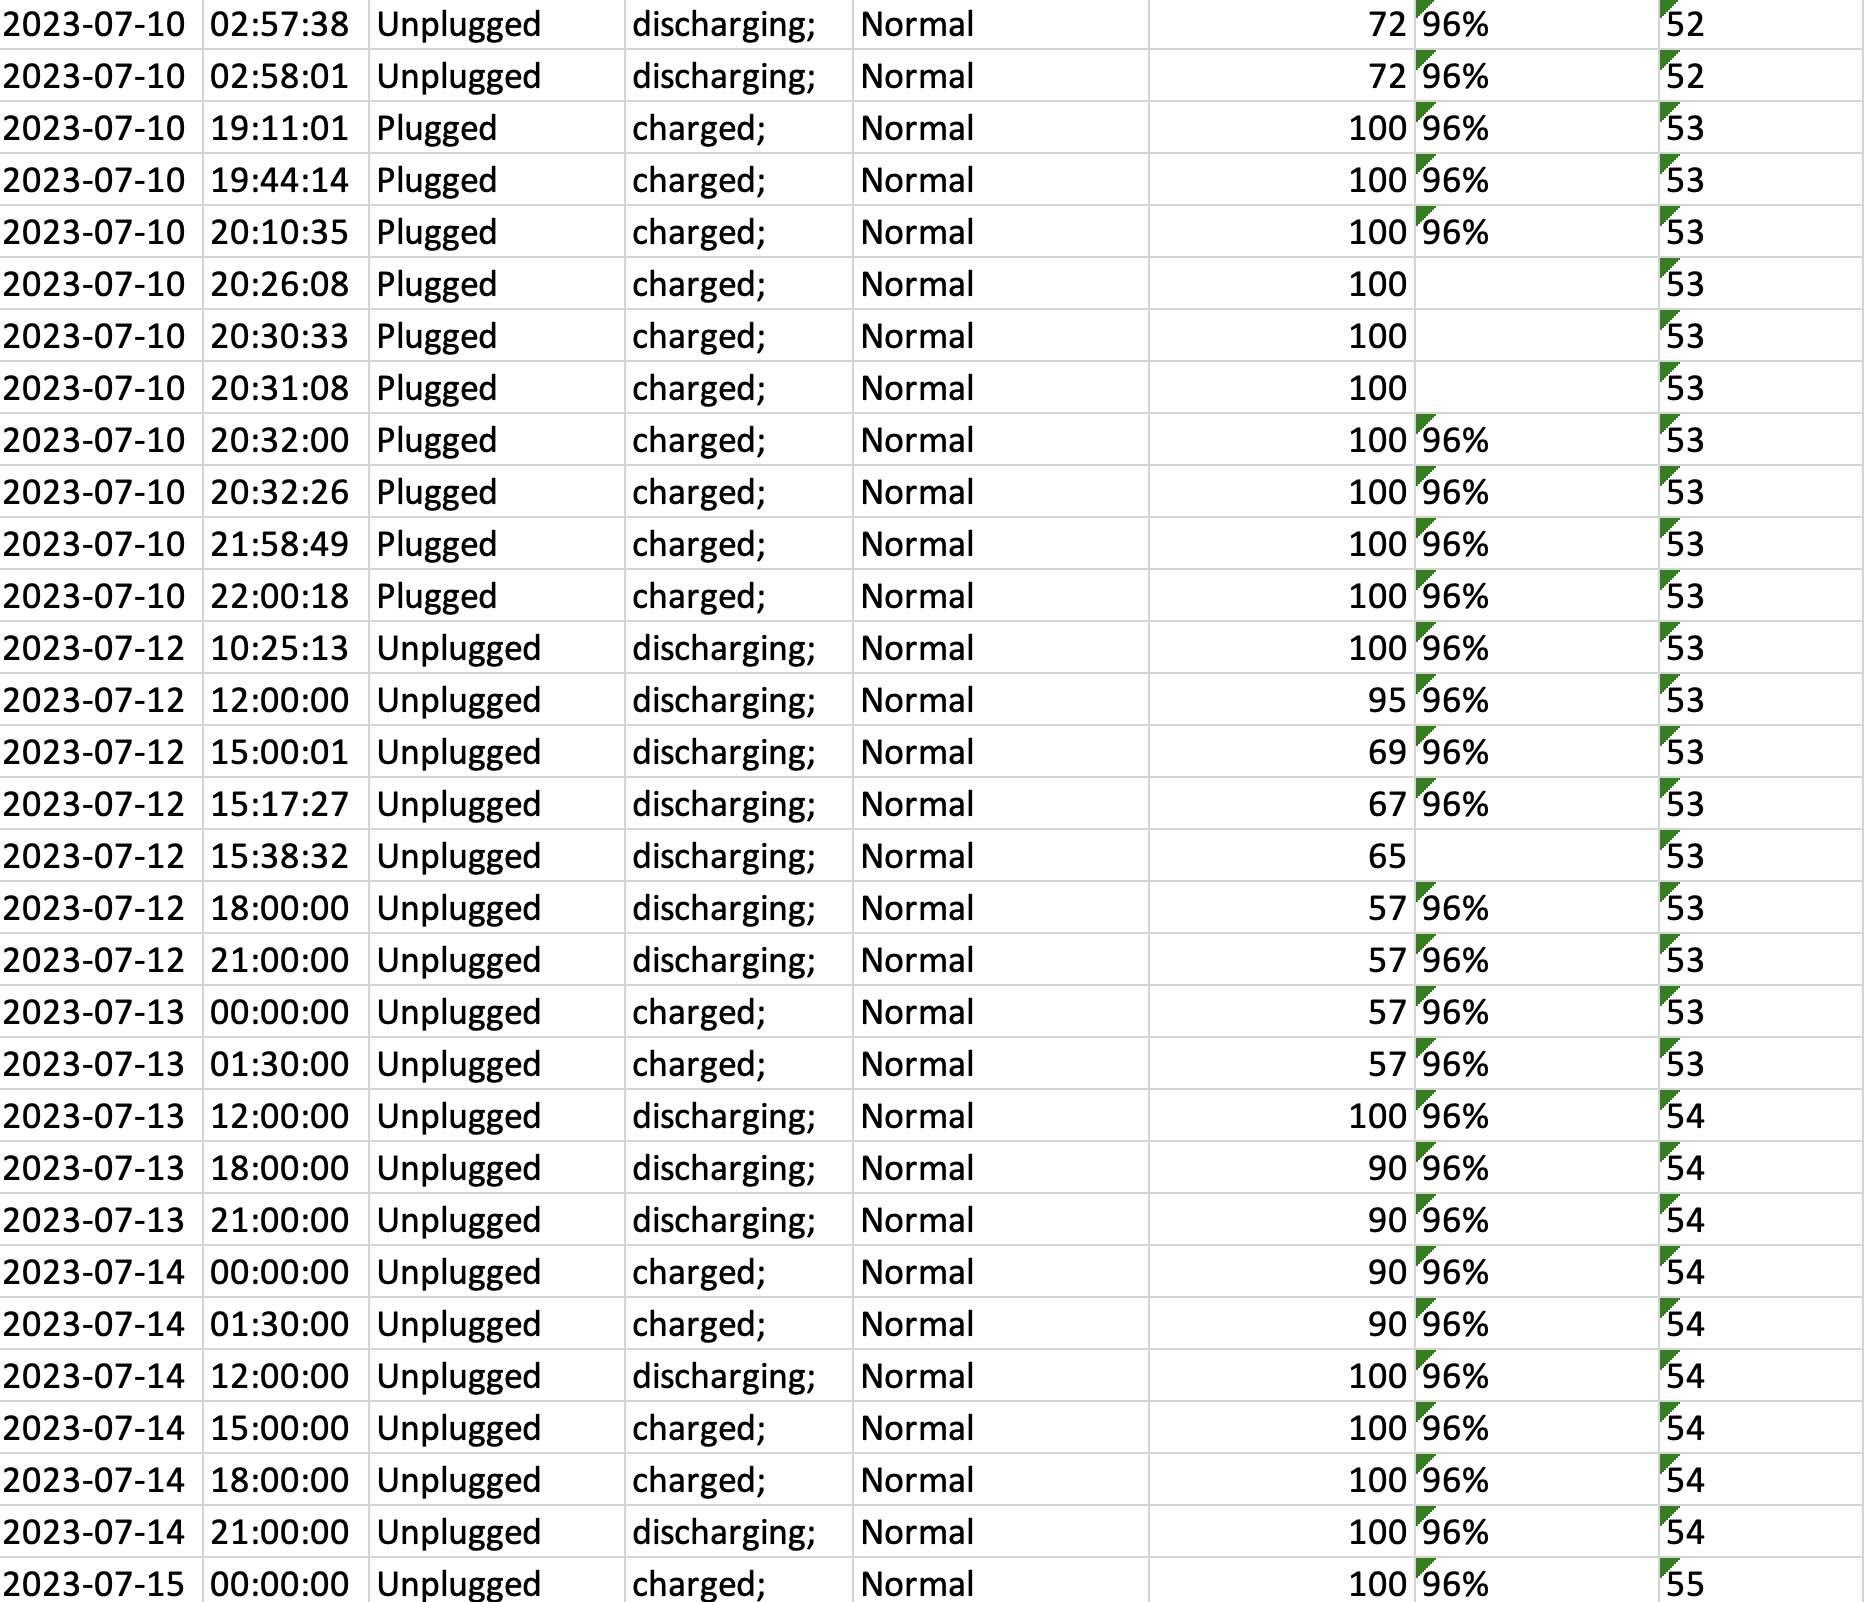 2023-07-10 02:57:38 Unplugged discharging; Normal 72 96% 52
2023-07-10 02:58:01 Unplugged discharging; Normal 72 96% 52
2023-07-10 19:11:01 Plugged charged; Normal 100 96% 53
2023-07-10 19:44:14 Plugged charged; Normal 100 96% 53
2023-07-10 20:10:35 Plugged charged; Normal 100 96% 53
2023-07-10 20:26:08 Plugged charged; Normal 100 53
2023-07-10 20:30:33 Plugged charged; Normal 100 53
2023-07-10 20:31:08 Plugged charged; Normal 100 53
2023-07-10 20:32:00 Plugged charged; Normal 100 96% 53
2023-07-10 20:32:26 Plugged charged; Normal 100 96% 53
2023-07-10 21:58:49 Plugged charged; Normal 100 96% 53
2023-07-10 22:00:18 Plugged charged; Normal 100 96% 53
2023-07-12 10:25:13 Unplugged discharging; Normal 100 96% 53
2023-07-12 12:00:00 Unplugged discharging; Normal 95 96% 53
2023-07-12 15:00:01 Unplugged discharging; Normal 69 96% 53
2023-07-12 15:17:27 Unplugged discharging; Normal 67 96% 53
2023-07-12 15:38:32 Unplugged discharging; Normal 65 53
2023-07-12 18:00:00 Unplugged discharging; Normal 57 96% 53
2023-07-12 21:00:00 Unplugged discharging; Normal 57 96% 53
2023-07-13 00:00:00 Unplugged charged; Normal 57 96% 53
2023-07-13 01:30:00 Unplugged charged; Normal 57 96% 53
2023-07-13 12:00:00 Unplugged discharging; Normal 100 96% 54
2023-07-13 18:00:00 Unplugged discharging; Normal 90 96% 54
2023-07-13 21:00:00 Unplugged discharging; Normal 90 96% 54
2023-07-14 00:00:00 Unplugged charged; Normal 90 96% 54
2023-07-14 01:30:00 Unplugged charged; Normal 90 96% 54
2023-07-14 12:00:00 Unplugged discharging; Normal 100 96% 54
2023-07-14 15:00:00 Unplugged charged; Normal 100 96% 54
2023-07-14 18:00:00 Unplugged charged; Normal 100 96% 54
2023-07-14 21:00:00 Unplugged discharging; Normal 100 96% 54
2023-07-15 00:00:00 Unplugged charged; Normal 100 96% 55